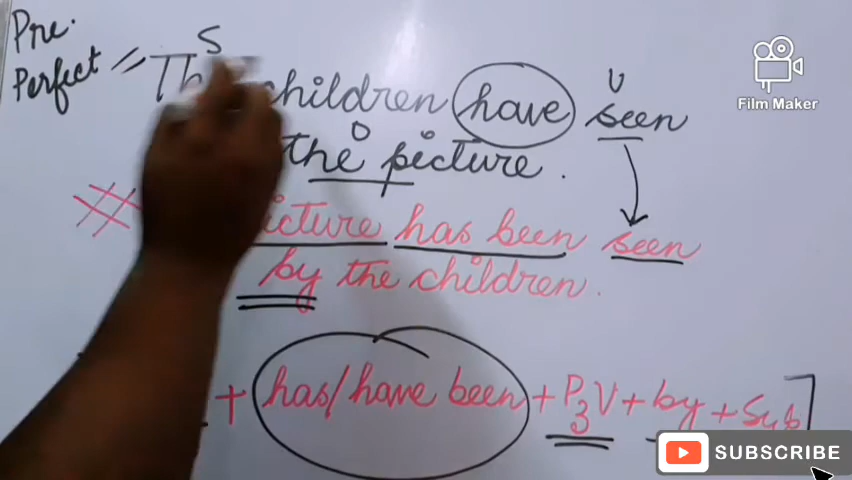 Pre.
Perfect
S
children have seen
V
the picture.
O
has been seen
by the children.
+ has/have been + P3V + by + Sub]
Film Maker
SUBSCRIBE